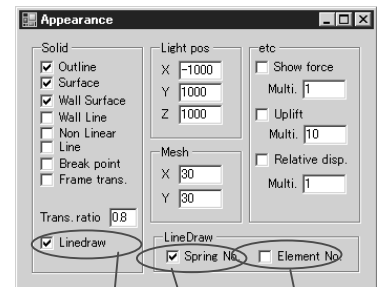 Appearance
Solid
Outline
Surface
Wall Surface
Wall Line
Non Linear
Line
Break point
Frame trans.
Trans. ratio 0.8
Linedraw
Light pos
X -1000
Y 1000
Z 1000
Mesh
X 30
Y 30
etc
Show force
Multi. 1
Uplift
Multi. 10
Relative disp.
Multi. 1
LineDraw
Spring No.
Element No.